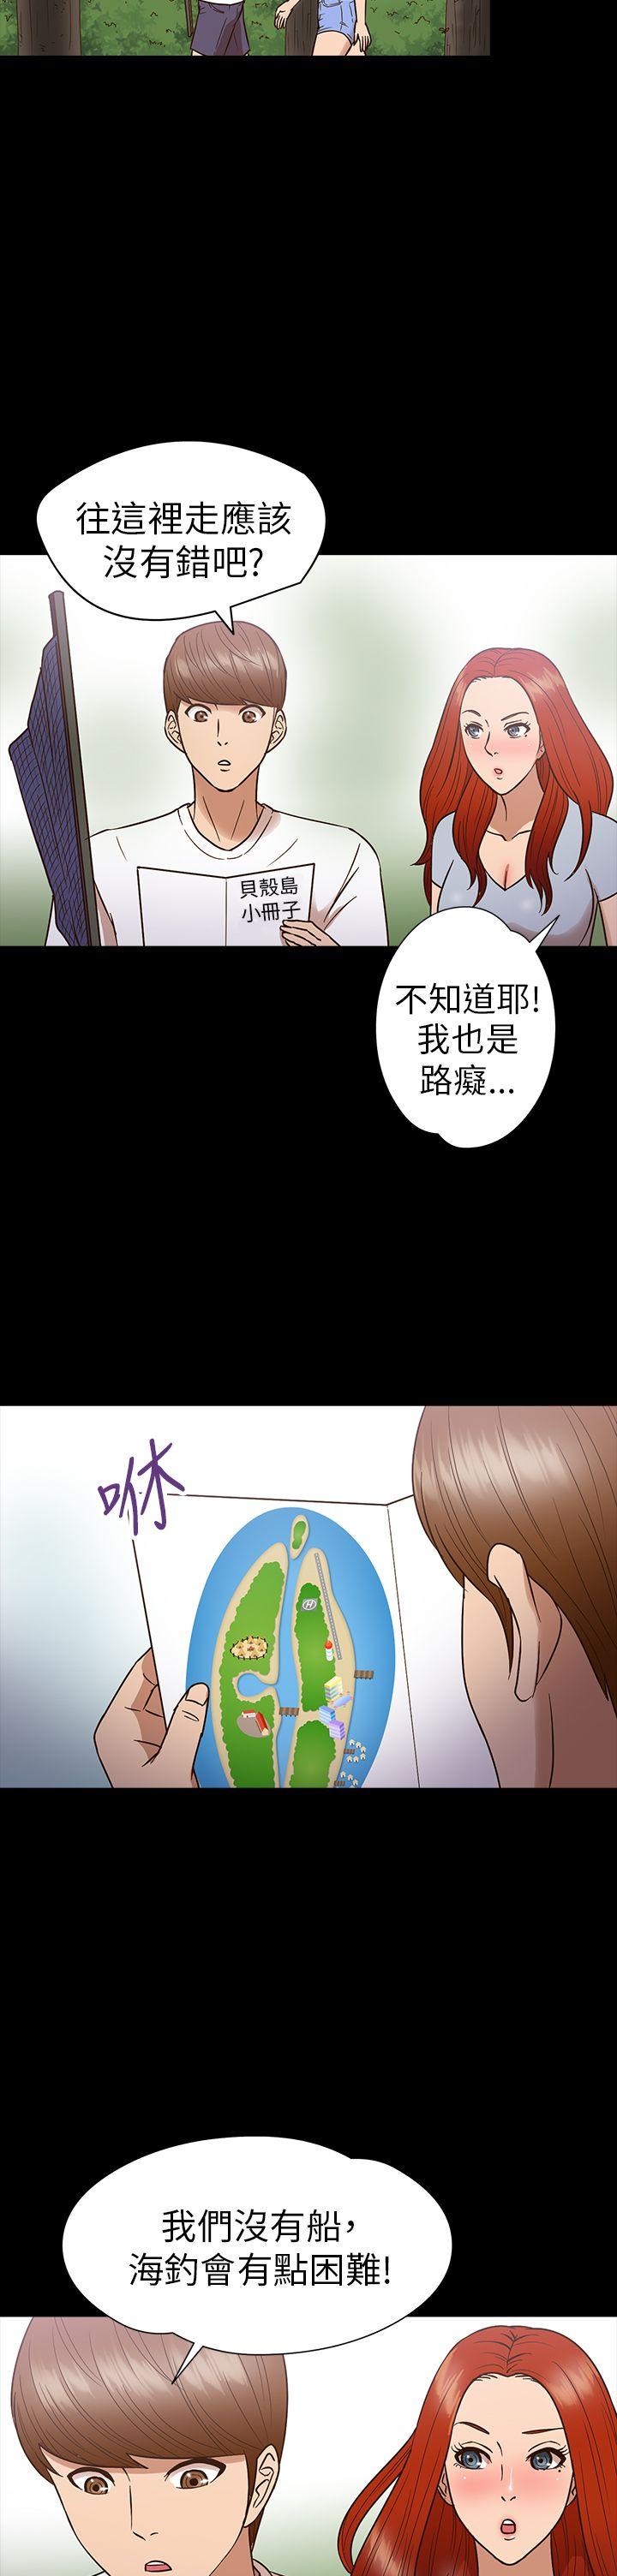 往這裡走應該
沒有錯吧?
貝殼島
小冊子
不知道耶!
我也是
路癡...
咻
H
我們沒有船,
海釣會有點困難!